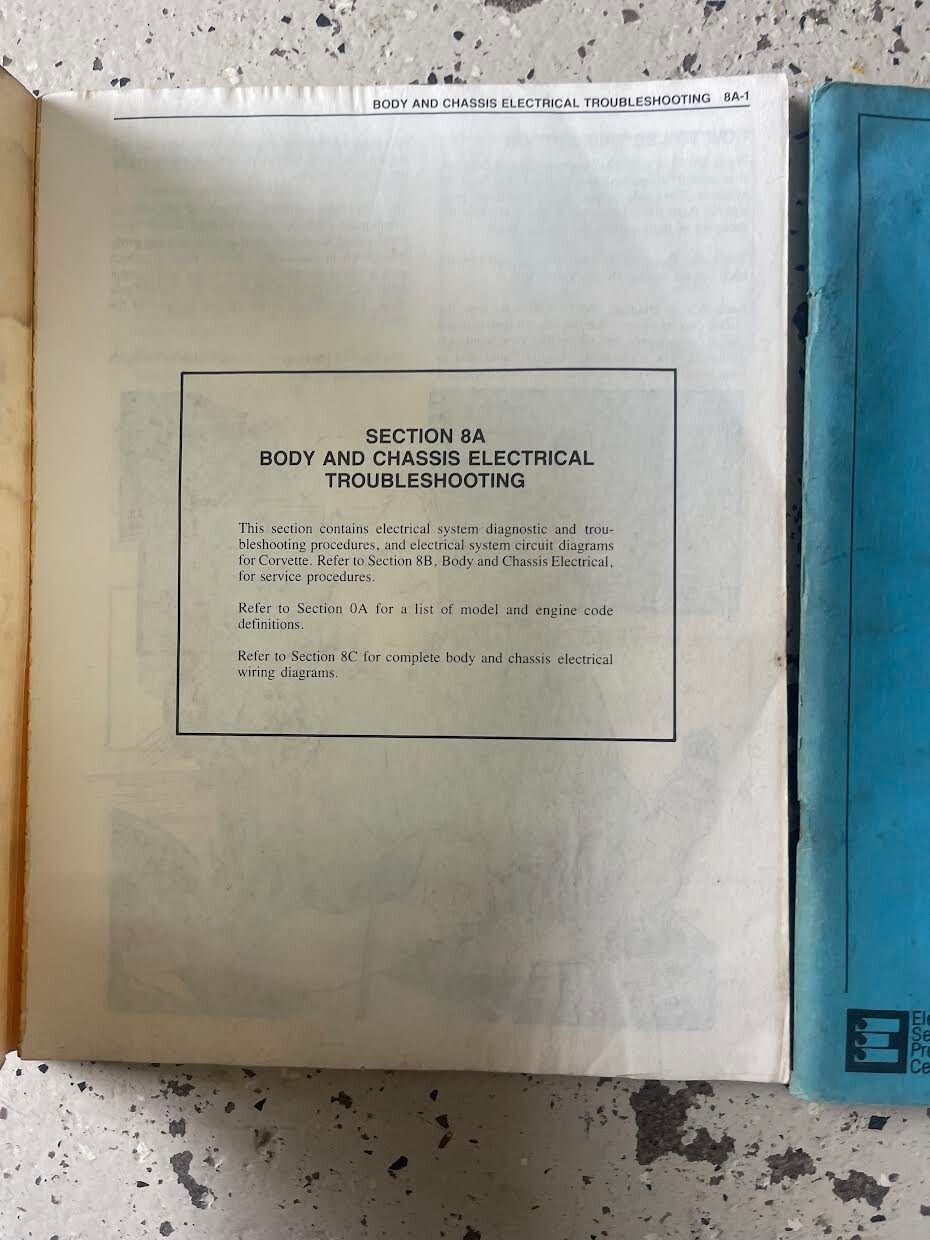 BODY AND CHASSIS ELECTRICAL TROUBLESHOOTING 8A-1
SECTION 8A
BODY AND CHASSIS ELECTRICAL
TROUBLESHOOTING
This section contains electrical system diagnostic and trou-
bleshooting procedures, and electrical system circuit diagrams
for Corvette. Refer to Section 8B, Body and Chassis Electrical,
for service procedures.
Refer to Section 0A for a list of model and engine code
definitions.
Refer to Section 8C for complete body and chassis electrical
wiring diagrams.